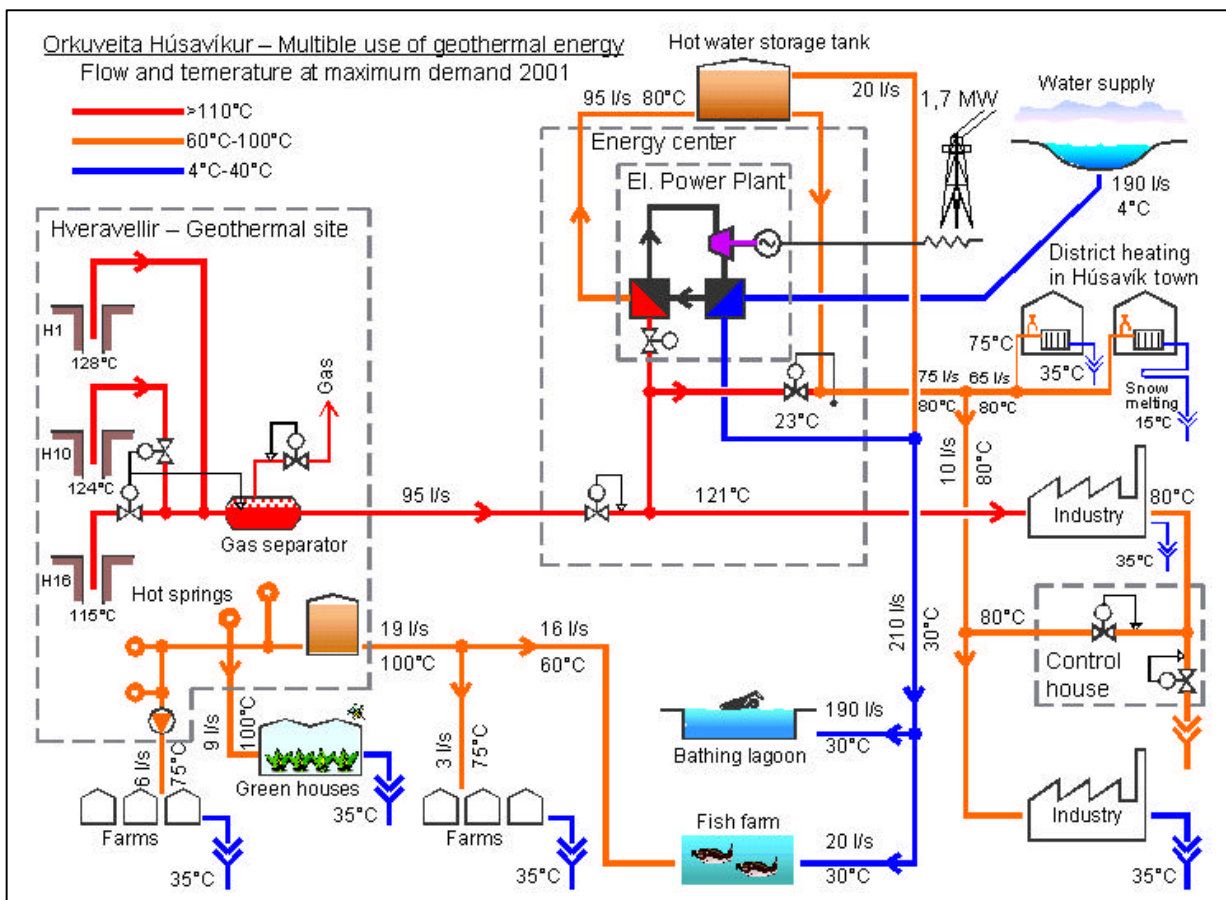 Orkuveita Húsavíkur – Multible use of geothermal energy
Flow and temerature at maximum demand 2001
>110°C
60°C-100°C
4°C-40°C
Hot water storage tank
95 l/s 80°C
20 l/s
1,7 MW
Water supply
190 l/s
4°C
Energy center
El. Power Plant
Hveravellir – Geothermal site
H1
128°C
H10
124°C
H16
115°C
Gas
Gas separator
95 l/s
121°C
23°C
District heating
in Húsavík town
75°C
35°C
Snow
melting
15°C
75 l/s
80°C
65 l/s
80°C
10 l/s
80°C
Industry
80°C
35°C
Hot springs
19 l/s
100°C
16 l/s
60°C
210 l/s
30°C
80°C
Control
house
6 l/s
75°C
9 l/s
100°C
Green houses
35°C
3 l/s
75°C
Bathing lagoon
190 l/s
30°C
Farms
35°C
Farms
35°C
Fish farm
20 l/s
30°C
Industry
35°C